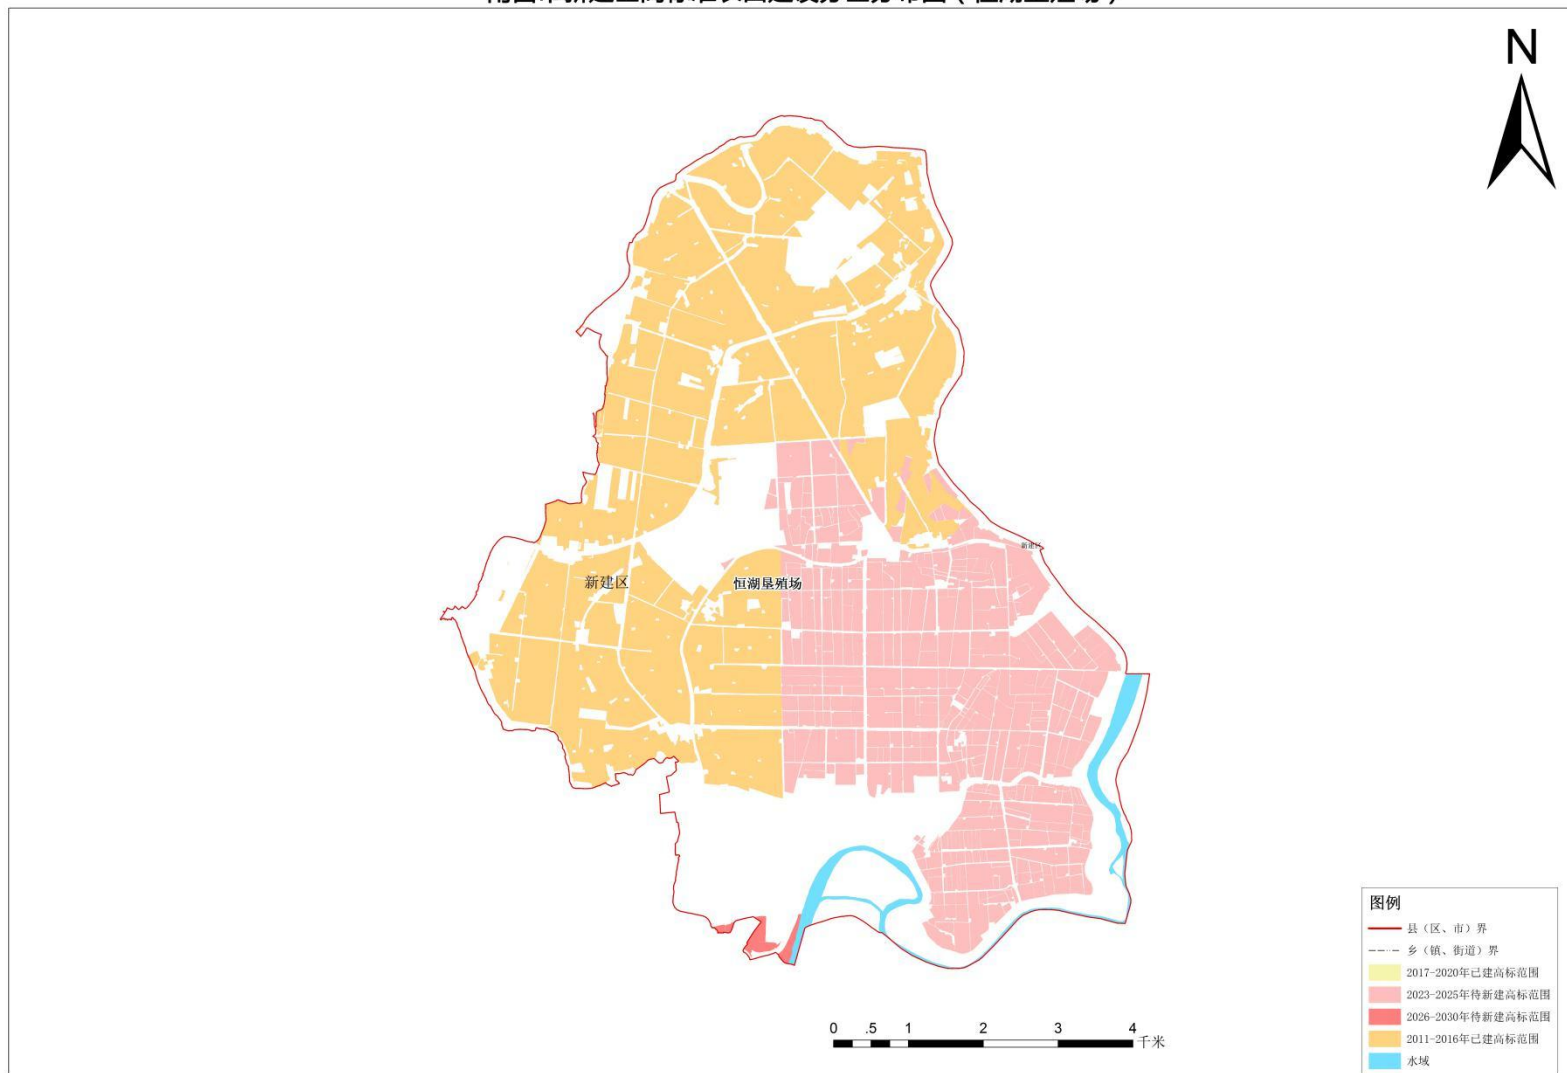 N
新建区
新建区
恒湖垦殖场
图例
县（区、市）界
乡（镇、街道）界
2017-2020年已建高标范围
2023-2025年待新建高标范围
2026-2030年待新建高标范围
2011-2016年已建高标范围
水域
0 .5 1 2 3 4 千米